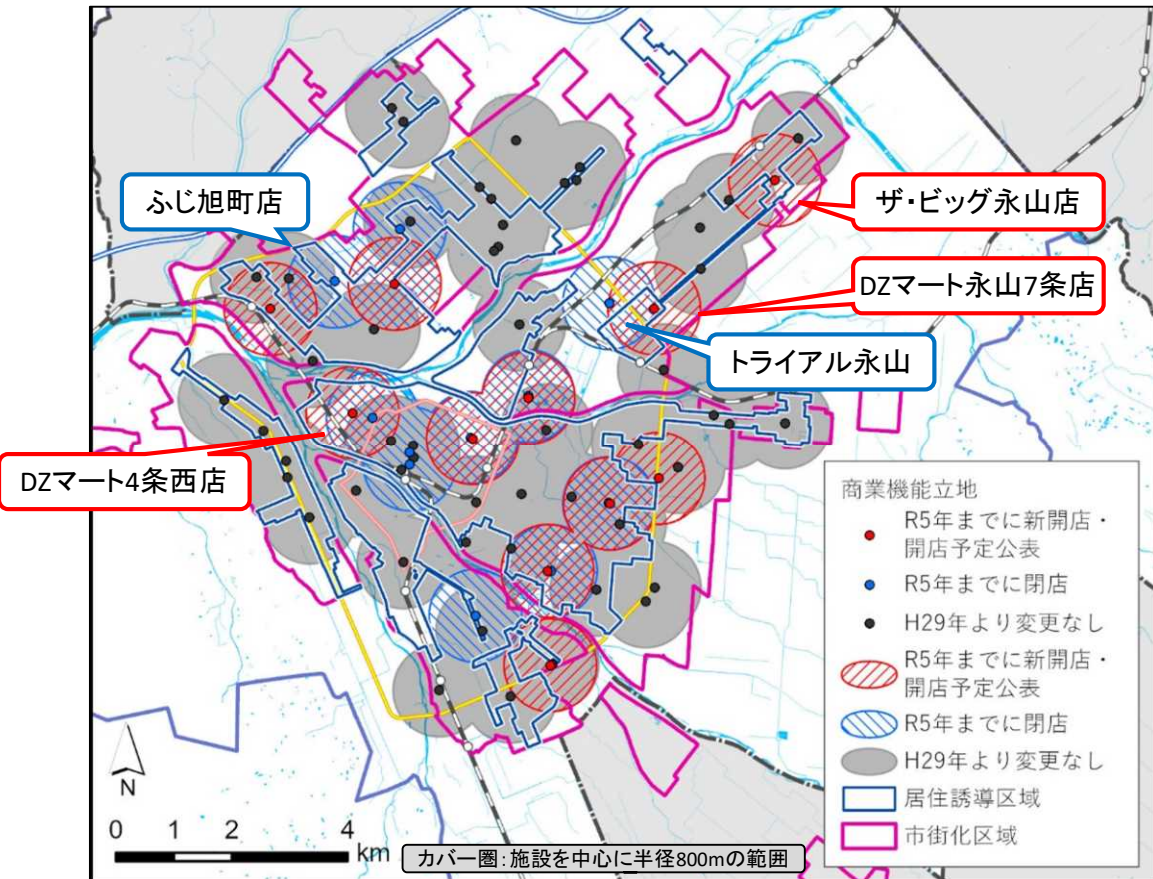 ふじ旭町店
ザ・ビッグ永山店
DZマート永山7条店
トライアル永山
DZマート4条西店
商業機能立地
R5年までに新開店・
開店予定公表
R5年までに閉店
H29年より変更なし
R5年までに新開店・
開店予定公表
R5年までに閉店
H29年より変更なし
居住誘導区域
市街化区域
N
0 1 2 4
km
カバー圏:施設を中心に半径800mの範囲